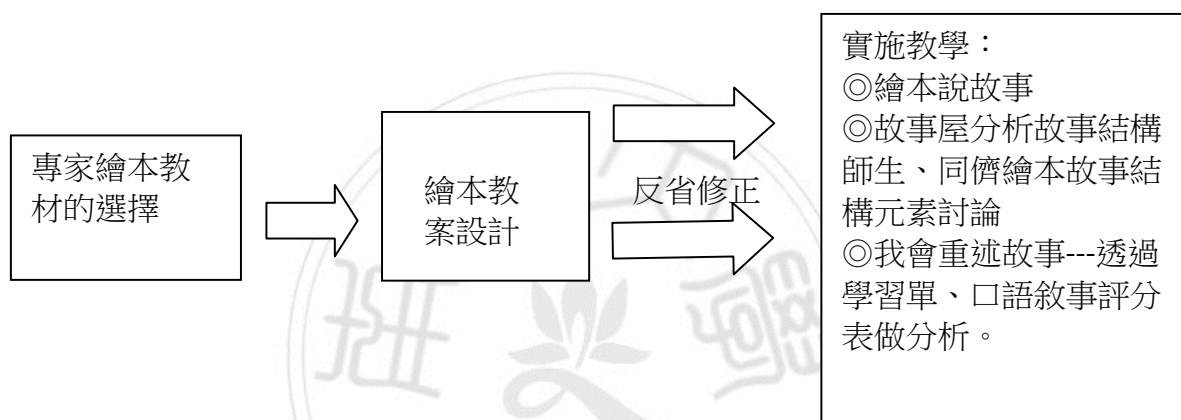 專家繪本教
材的選擇
繪本教
案設計
反省修正
實施教學：
◎繪本說故事
◎故事屋分析故事結構
師生、同儕繪本故事結
構元素討論
◎我會重述故事---透過
學習單、口語敘事評分
表做分析。